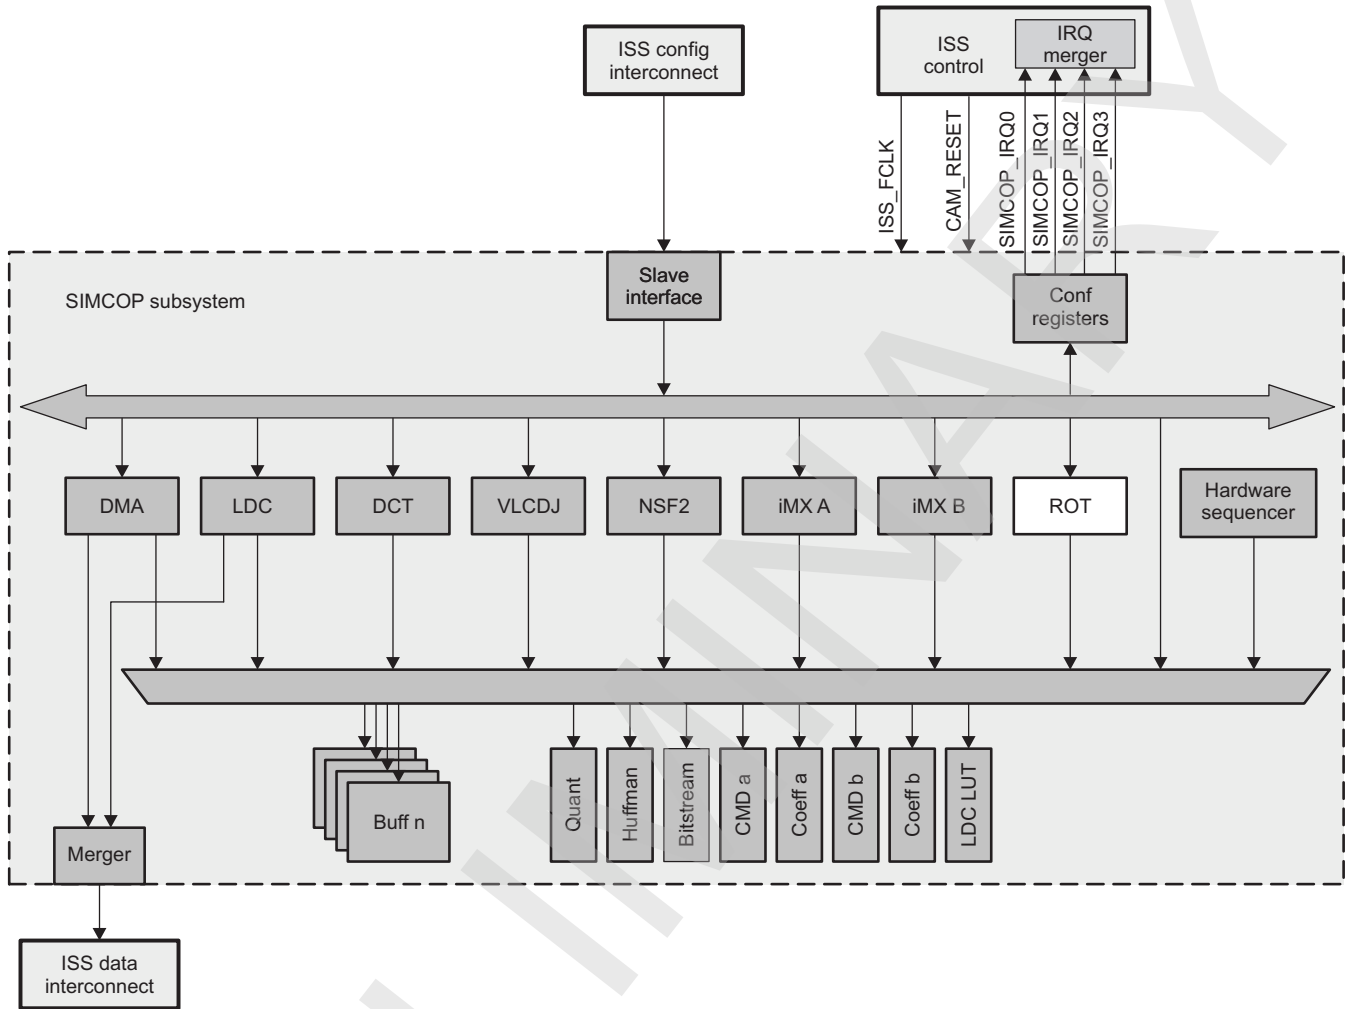 ISS config
interconnect
ISS
control
IRQ
merger
ISS_FCLK
CAM_RESET
SIMCOP_IRQ0
SIMCOP_IRQ1
SIMCOP_IRQ2
SIMCOP_IRQ3
SIMCOP subsystem
Slave
interface
Conf
registers
DMA
LDC
DCT
VLCDJ
NSF2
iMX A
iMX B
ROT
Hardware
sequencer
Buff n
Quant
Huffman
Bitstream
CMD a
Coeff a
CMD b
Coeff b
LDC LUT
Merger
ISS data
interconnect